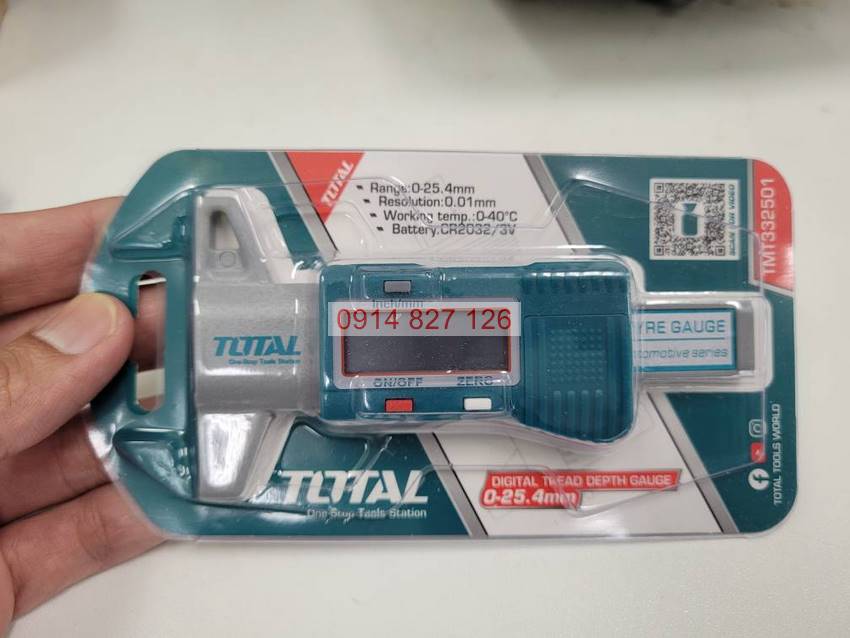 TOTAL
Range:0-25.4mm
Resolution:0.01mm
Working temp.:0-40°C
Battery:CR2032/3V
SCAN FOR VIDEO
TMT332501
inch/mm
0914 827 126
TOTAL
One-Stop Tools Station
ON/OFF ZERO
YRE GAUGE
tomotive series
TOTAL
One-Stop Tools Station
DIGITAL TREAD DEPTH GAUGE
0-25.4mm
TOTAL TOOLS WORLD